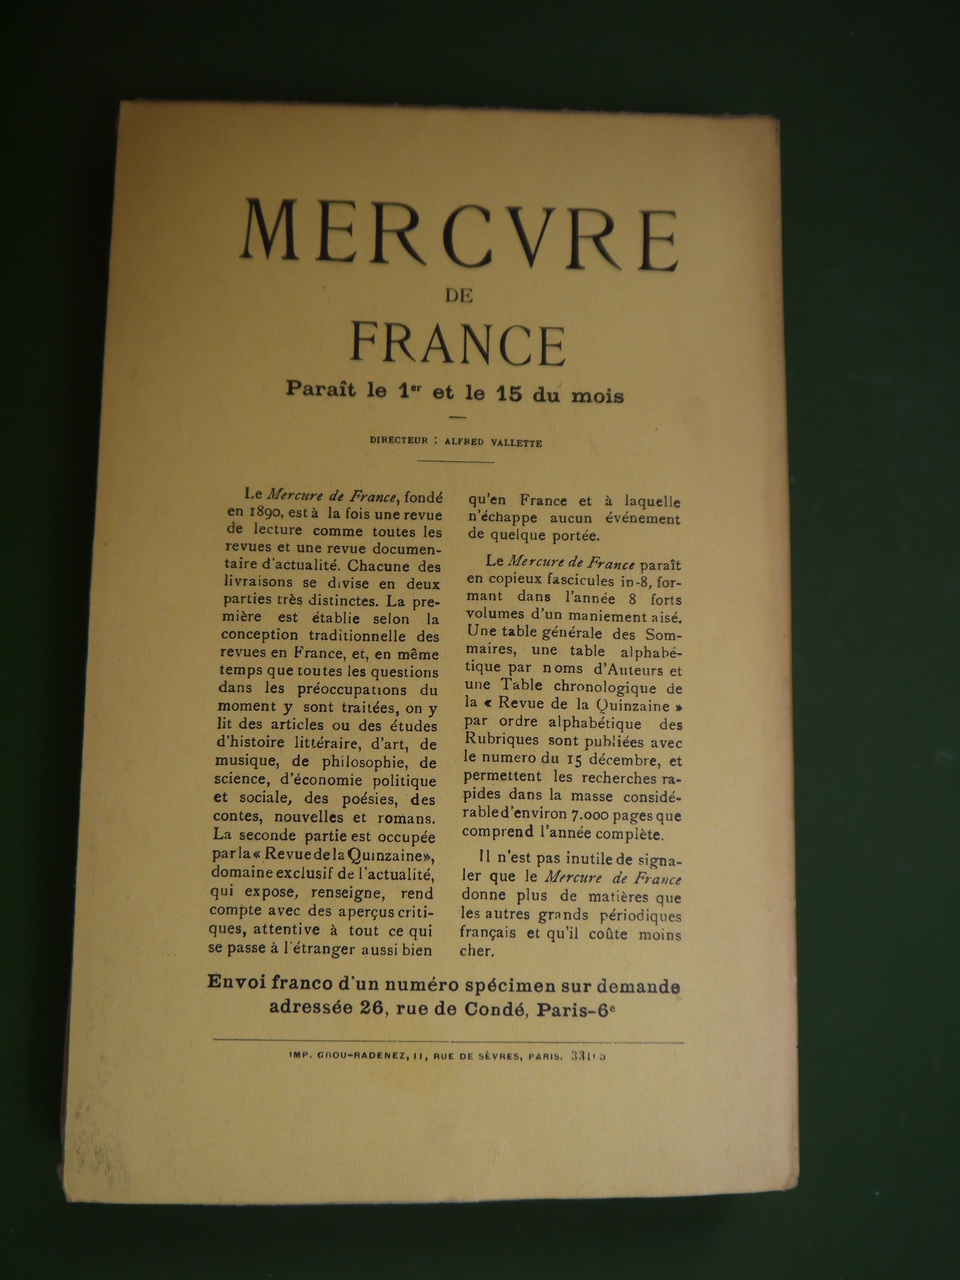 MERCVRE
DE
FRANCE
Paraît le 1er et le 15 du mois
DIRECTEUR : ALFRED VALLETTE
Le Mercure de France, fondé
en 1890, est à la fois une revue
de lecture comme toutes les
revues et une revue documen-
taire d'actualité. Chacune des
livraisons se divise en deux
parties très distinctes. La pre-
mière est établie selon la
conception traditionnelle des
revues en France, et, en même
temps que toutes les questions
dans les préoccupations du
moment y sont traitées, on y
lit des articles ou des études
d'histoire littéraire, d'art, de
musique, de philosophie, de
science, d'économie politique
et sociale, des poésies, des
contes, nouvelles et romans.
La seconde partie est occupée
par la « Revue de la Quinzaine »,
domaine exclusif de l'actualité,
qui expose, renseigne, rend
compte avec des aperçus criti-
ques, attentive à tout ce qui
se passe à l'étranger aussi bien
qu'en France et à laquelle
n'échappe aucun événement
de quelque portée.
Le Mercure de France paraît
en copieux fascicules in-8, for-
mant dans l'année 8 forts
volumes d'un maniement aisé.
Une table générale des Som-
maires, une table alphabé-
tique par noms d'Auteurs et
une Table chronologique de
la « Revue de la Quinzaine »
par ordre alphabétique des
Rubriques sont publiées avec
le numero du 15 décembre, et
permettent les recherches ra-
pides dans la masse considé-
rable d'environ 7.000 pages que
comprend l'année complète.
Il n'est pas inutile de signa-
ler que le Mercure de France
donne plus de matières que
les autres grands périodiques
français et qu'il coûte moins
cher.
Envoi franco d'un numéro spécimen sur demande
adressée 26, rue de Condé, Paris-6e
IMP. CROU-RADENEZ, 11, RUE DE SÈVRES, PARIS.